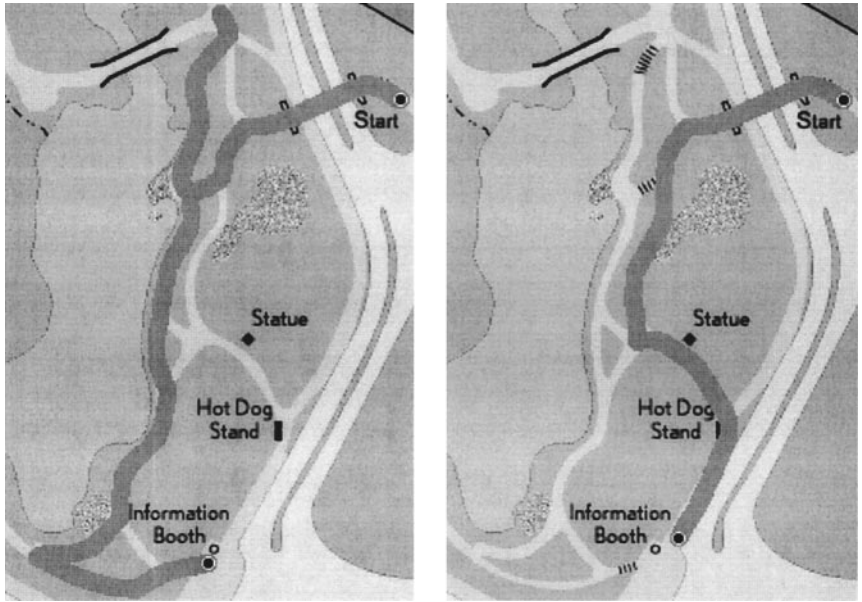 Start
Statue
Hot Dog
Stand
Information
Booth
Start
Statue
Hot Dog
Stand
Information
Booth